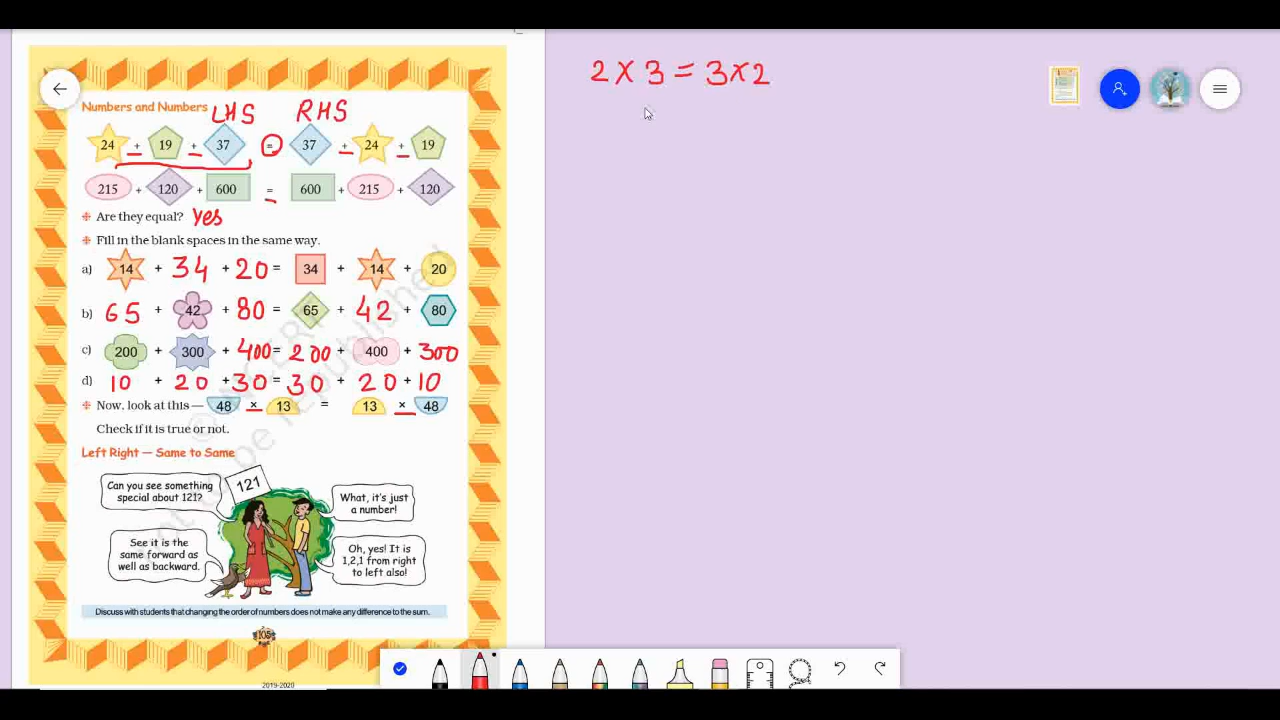 2 × 3 = 3 × 2
Numbers and Numbers LHS RHS
24 + 19 + 37 = 37 + 24 + 19
215 + 120 + 600 = 600 + 215 + 120
Are they equal? Yes
Fill in the blank spaces in the same way.
a) 14 + 34 + 20 = 34 + 14 + 20
b) 65 + 42 + 80 = 65 + 42 + 80
c) 200 + 300 + 400 = 200 + 400 + 300
d) 10 + 20 + 30 = 30 + 20 + 10
Now, look at this — 48 × 13 = 13 × 48
Check if it is true or not.
Left Right — Same to Same
Can you see something
special about 121?
121
What, it's just
a number!
See it is the
same forward as
well as backward.
Oh, yes! It is
1,2,1 from right
to left also!
Discuss with students that changing the order of numbers does not make any difference to the sum.
105
2019-2020